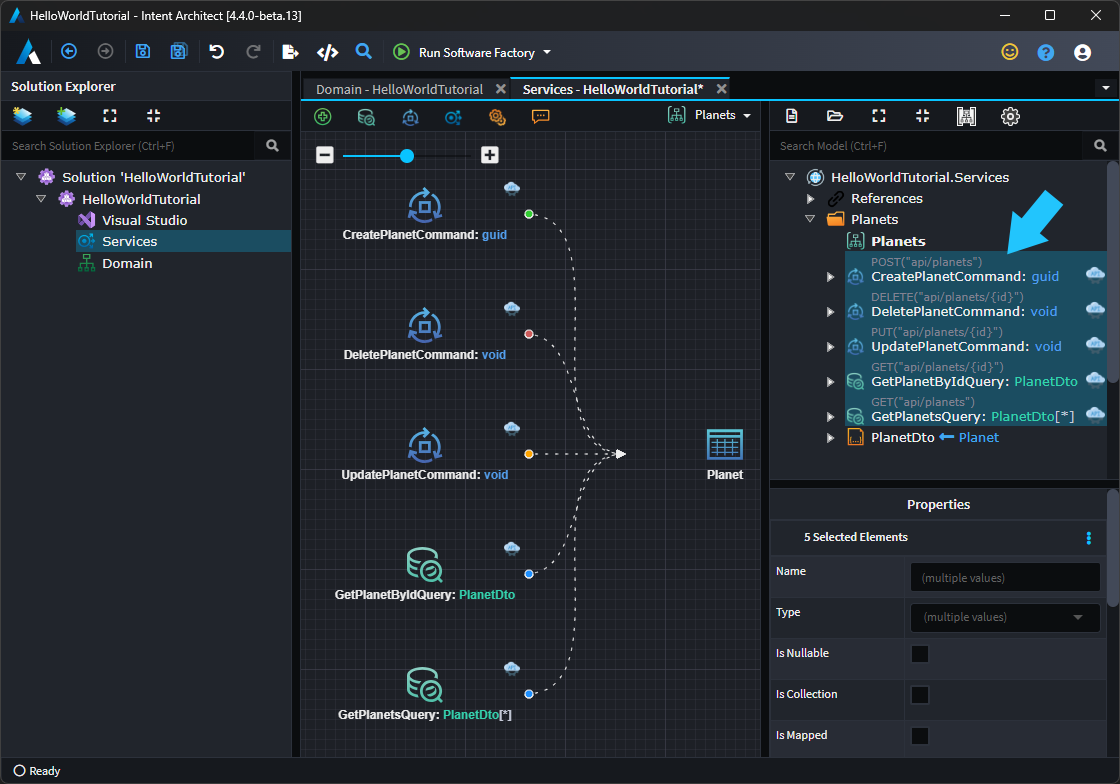 HelloWorldTutorial - Intent Architect [4.4.0-beta.13]
Run Software Factory
Solution Explorer
Search Solution Explorer (Ctrl+F)
Solution 'HelloWorldTutorial'
HelloWorldTutorial
Visual Studio
Services
Domain
Domain - HelloWorldTutorial
Services - HelloWorldTutorial*
Planets
CreatePlanetCommand: guid
DeletePlanetCommand: void
UpdatePlanetCommand: void
GetPlanetByIdQuery: PlanetDto
GetPlanetsQuery: PlanetDto[*]
Planet
Search Model (Ctrl+F)
HelloWorldTutorial.Services
References
Planets
Planets
POST("api/planets")
CreatePlanetCommand: guid
DELETE("api/planets/{id}")
DeletePlanetCommand: void
PUT("api/planets/{id}")
UpdatePlanetCommand: void
GET("api/planets/{id}")
GetPlanetByIdQuery: PlanetDto
GET("api/planets")
GetPlanetsQuery: PlanetDto[*]
PlanetDto Planet
Properties
5 Selected Elements
Name (multiple values)
Type (multiple values)
Is Nullable
Is Collection
Is Mapped
Ready